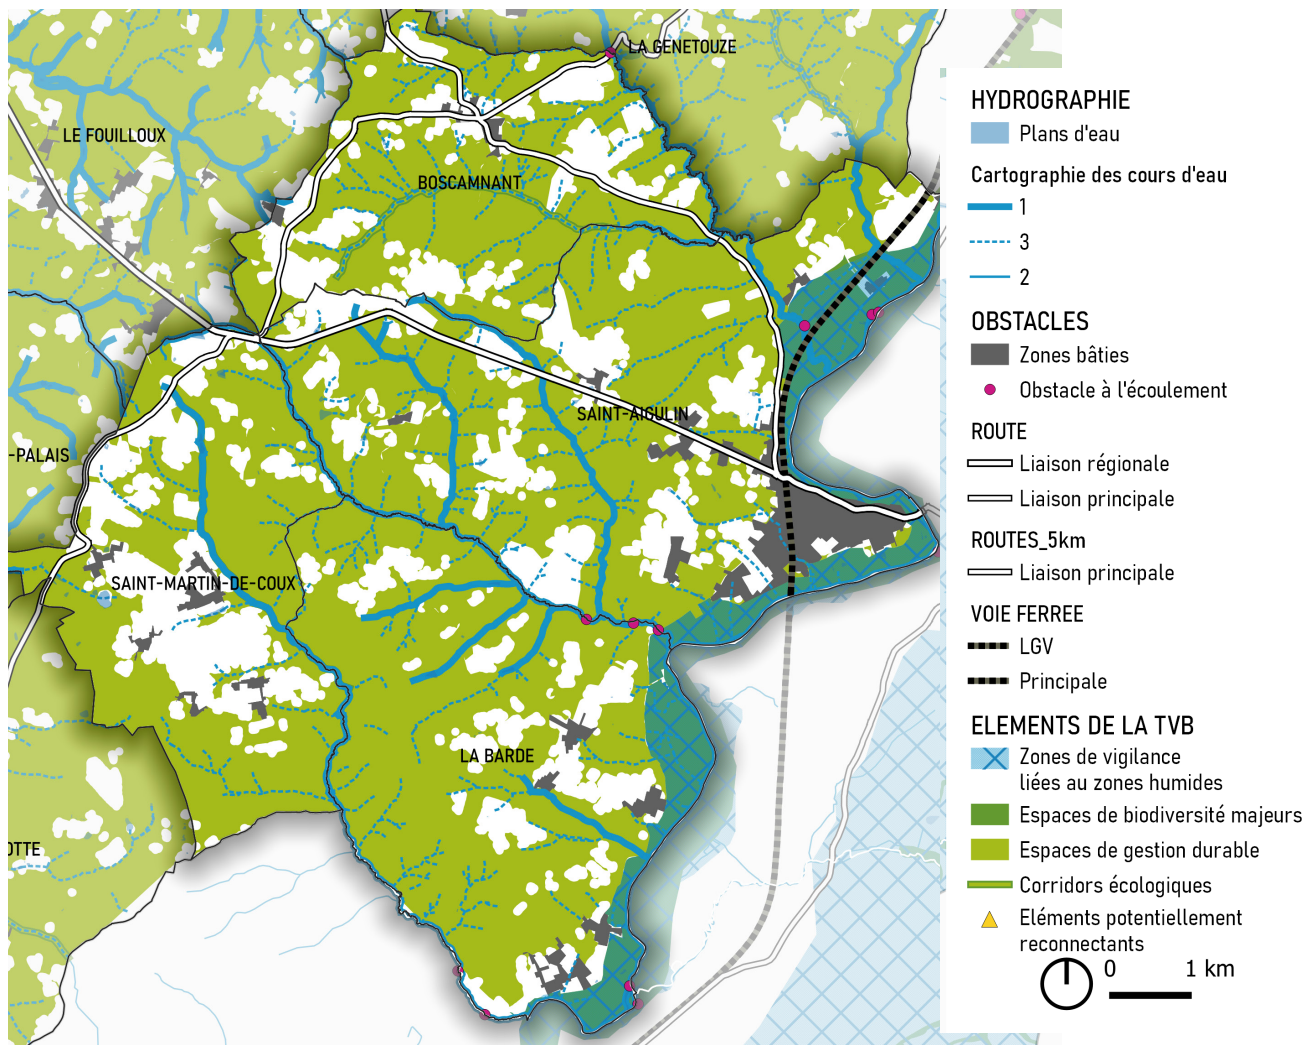 LA GENETOUZE
LE FOUILLOUX
BOSCAMNANT
SAINT-AIGULIN
-PALAIS
SAINT-MARTIN-DE-COUX
LA BARDE
OTTE
HYDROGRAPHIE
Plans d'eau
Cartographie des cours d'eau
1
3
2
OBSTACLES
Zones bâties
Obstacle à l'écoulement
ROUTE
Liaison régionale
Liaison principale
ROUTES_5km
Liaison principale
VOIE FERREE
LGV
Principale
ELEMENTS DE LA TVB
Zones de vigilance
liées au zones humides
Espaces de biodiversité majeurs
Espaces de gestion durable
Corridors écologiques
Eléments potentiellement
reconnectants
0 1 km